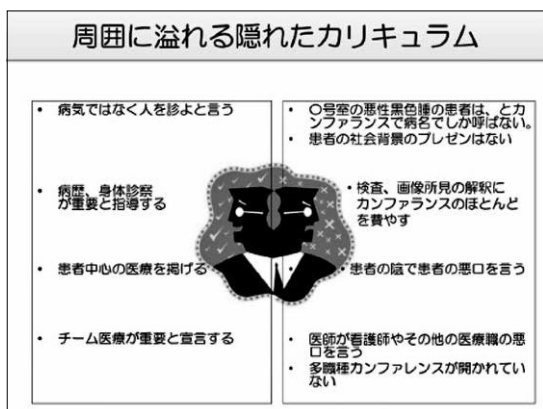 周囲に溢れる隠れたカリキュラム
• 病気ではなく人を診よと言う
• 病歴、身体診察
が重要と指導する
• 患者中心の医療を掲げる
• チーム医療が重要と宣言する
• 〇号室の悪性黒色腫の患者は、とカ
ンファランスで病名でしか呼ばない。
• 患者の社会背景のプレゼンはない
• 検査、画像所見の解釈に
カンファランスのほとんど
を費やす
• 患者の陰で患者の悪口を言う
• 医師が看護師やその他の医療職の悪
口を言う
• 多職種カンファレンスが開かれてい
ない